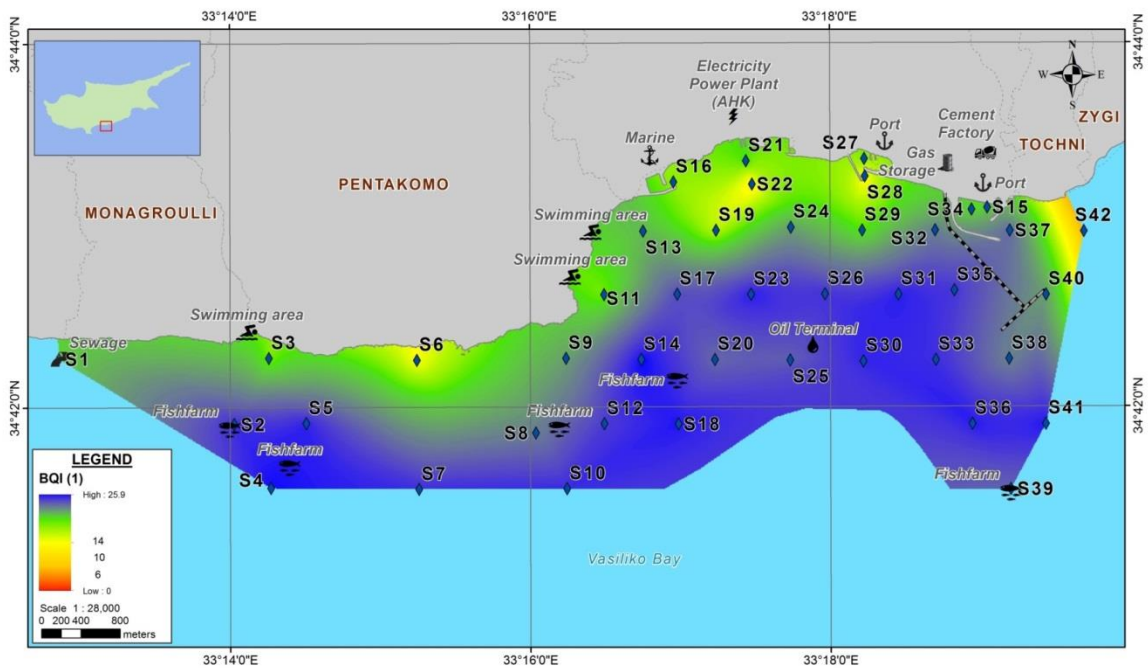 33°14'0"E
33°16'0"E
33°18'0"E
34°44'0"N
34°44'0"N
N
W
E
S
Electricity
Power Plant
(AHK)
ZYGI
Cement
Factory
TOCHNI
Port
Marine
S21
S27
Gas
Storage
S16
S22
S28
Port
S34
S15
PENTAKOMO
MONAGROULLI
Swimming area
S19
S24
S29
S32
S37
S42
S13
Swimming area
S17
S23
S26
S31
S35
S40
S11
Swimming area
Oil Terminal
Sewage
S1
S3
S6
S9
S14
S20
S25
S30
S33
S38
34°42'0"N
34°42'0"N
Fishfarm
Fishfarm
S2
S5
Fishfarm
S8
S12
S18
S36
S41
Fishfarm
S4
S7
S10
Fishfarm
S39
Vasiliko Bay
LEGEND
BQI (1)
High : 25.9
14
10
6
Low : 0
Scale 1 : 28,000
0 200 400 800
meters
33°14'0"E
33°16'0"E
33°18'0"E